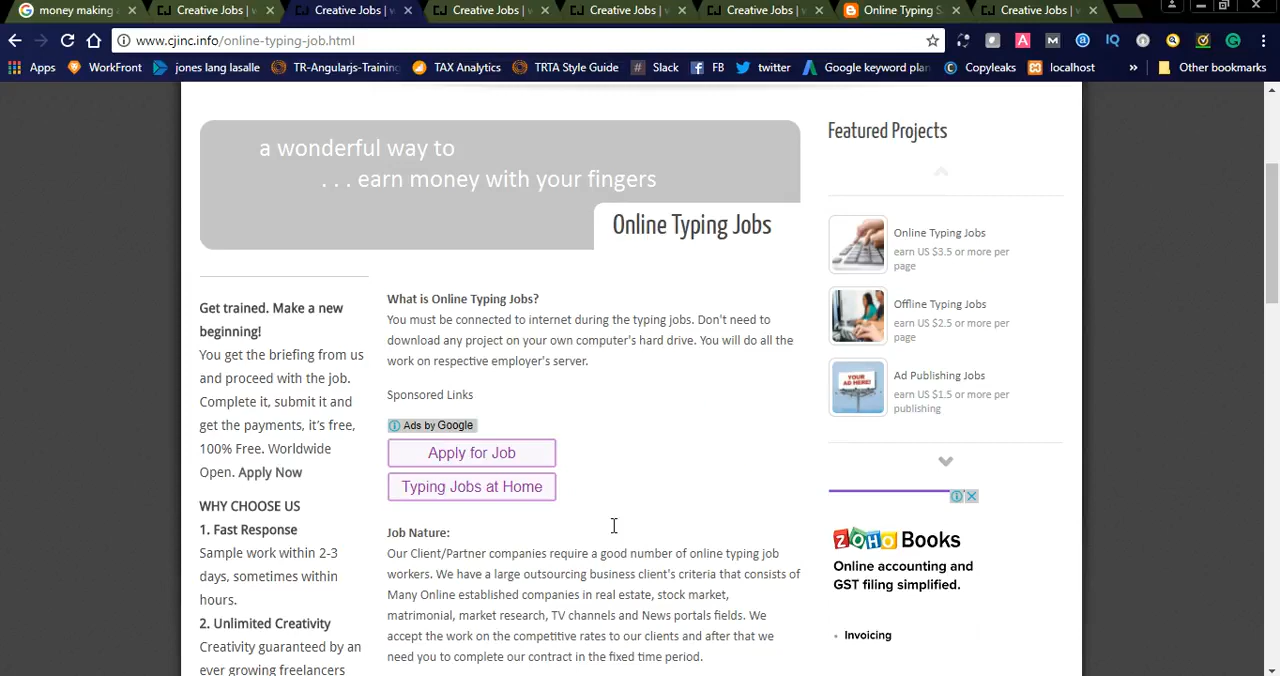 money making
Creative Jobs | v
Creative Jobs | v
Creative Jobs | v
Creative Jobs | v
Creative Jobs | v
Online Typing S
Creative Jobs | v
www.cjinc.info/online-typing-job.html
Apps
WorkFront
jones lang lasalle
TR-Angularjs-Training
TAX Analytics
TRTA Style Guide
Slack
FB
twitter
Google keyword plan
Copyleaks
localhost
»
Other bookmarks
a wonderful way to
. . . earn money with your fingers
Online Typing Jobs
Get trained. Make a new
beginning!
You get the briefing from us
and proceed with the job.
Complete it, submit it and
get the payments, it's free,
100% Free. Worldwide
Open. Apply Now
WHY CHOOSE US
1. Fast Response
Sample work within 2-3
days, sometimes within
hours.
2. Unlimited Creativity
Creativity guaranteed by an
ever growing freelancers
What is Online Typing Jobs?
You must be connected to internet during the typing jobs. Don't need to
download any project on your own computer's hard drive. You will do all the
work on respective employer's server.
Sponsored Links
Ads by Google
Apply for Job
Typing Jobs at Home
Job Nature:
Our Client/Partner companies require a good number of online typing job
workers. We have a large outsourcing business client's criteria that consists of
Many Online established companies in real estate, stock market,
matrimonial, market research, TV channels and News portals fields. We
accept the work on the competitive rates to our clients and after that we
need you to complete our contract in the fixed time period.
Featured Projects
Online Typing Jobs
earn US $3.5 or more per
page
Offline Typing Jobs
earn US $2.5 or more per
page
YOUR
AD HERE!
Ad Publishing Jobs
earn US $1.5 or more per
publishing
ZOHO Books
Online accounting and
GST filing simplified.
Invoicing